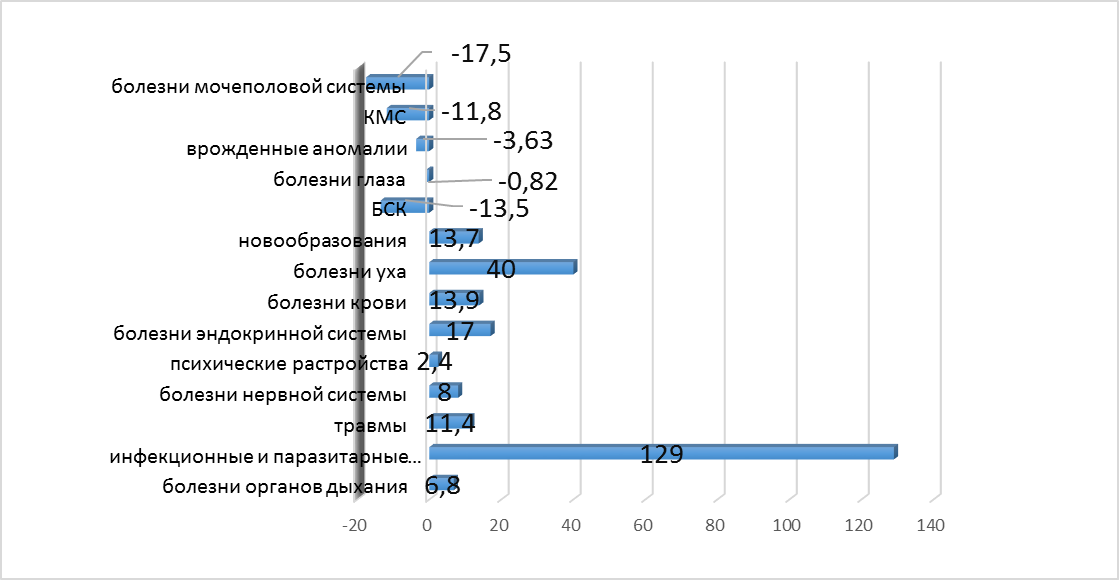 -17,5
болезни мочеполовой системы
КМС
-11,8
врожденные аномалии
-3,63
болезни глаза
-0,82
БСК
-13,5
новообразования
13,7
болезни уха
40
болезни крови
13,9
болезни эндокринной системы
17
психические растройства
2,4
болезни нервной системы
8
травмы
11,4
инфекционные и паразитарные...
129
болезни органов дыхания
6,8
-20 0 20 40 60 80 100 120 140